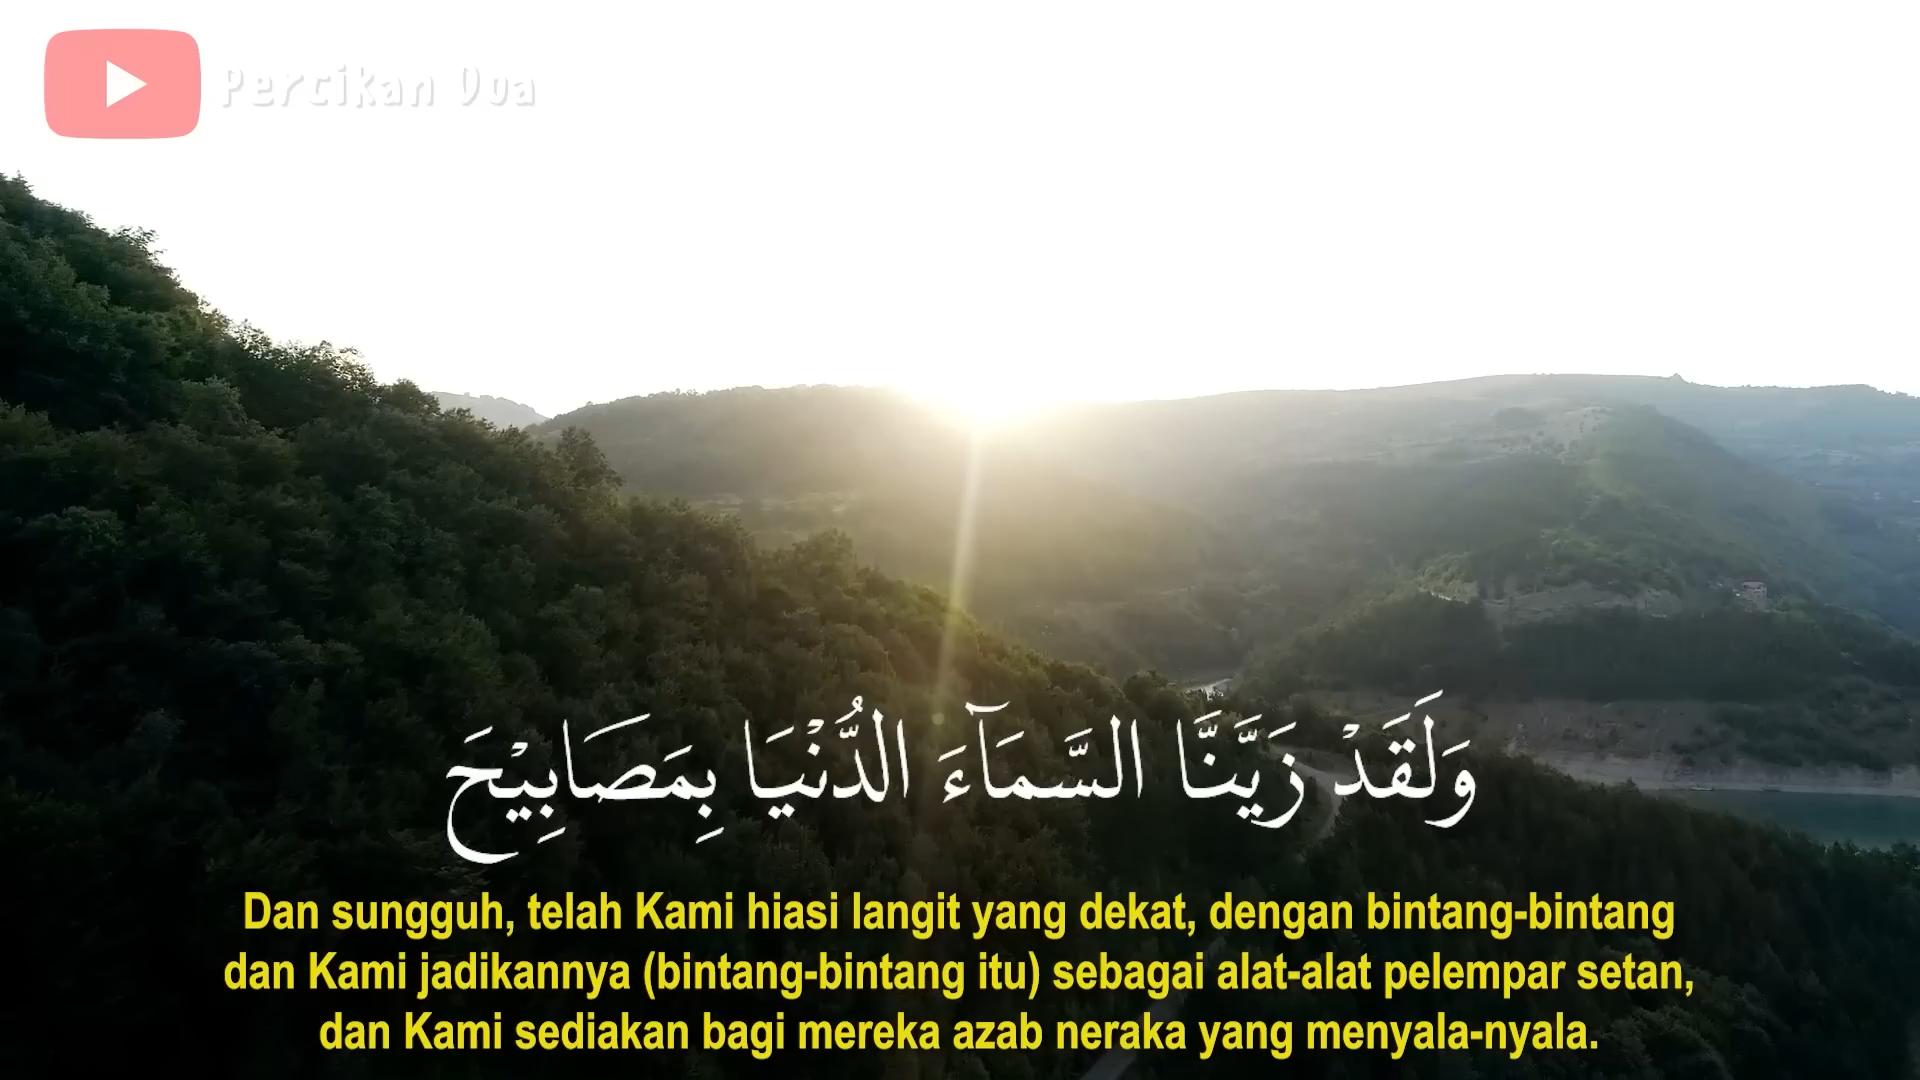 Percikan Doa
وَلَقَدْ زَيَّنَّا السَّمَآءَ الدُّنْيَا بِمَصَابِيْحَ
Dan sungguh, telah Kami hiasi langit yang dekat, dengan bintang-bintang
dan Kami jadikannya (bintang-bintang itu) sebagai alat-alat pelempar setan,
dan Kami sediakan bagi mereka azab neraka yang menyala-nyala.